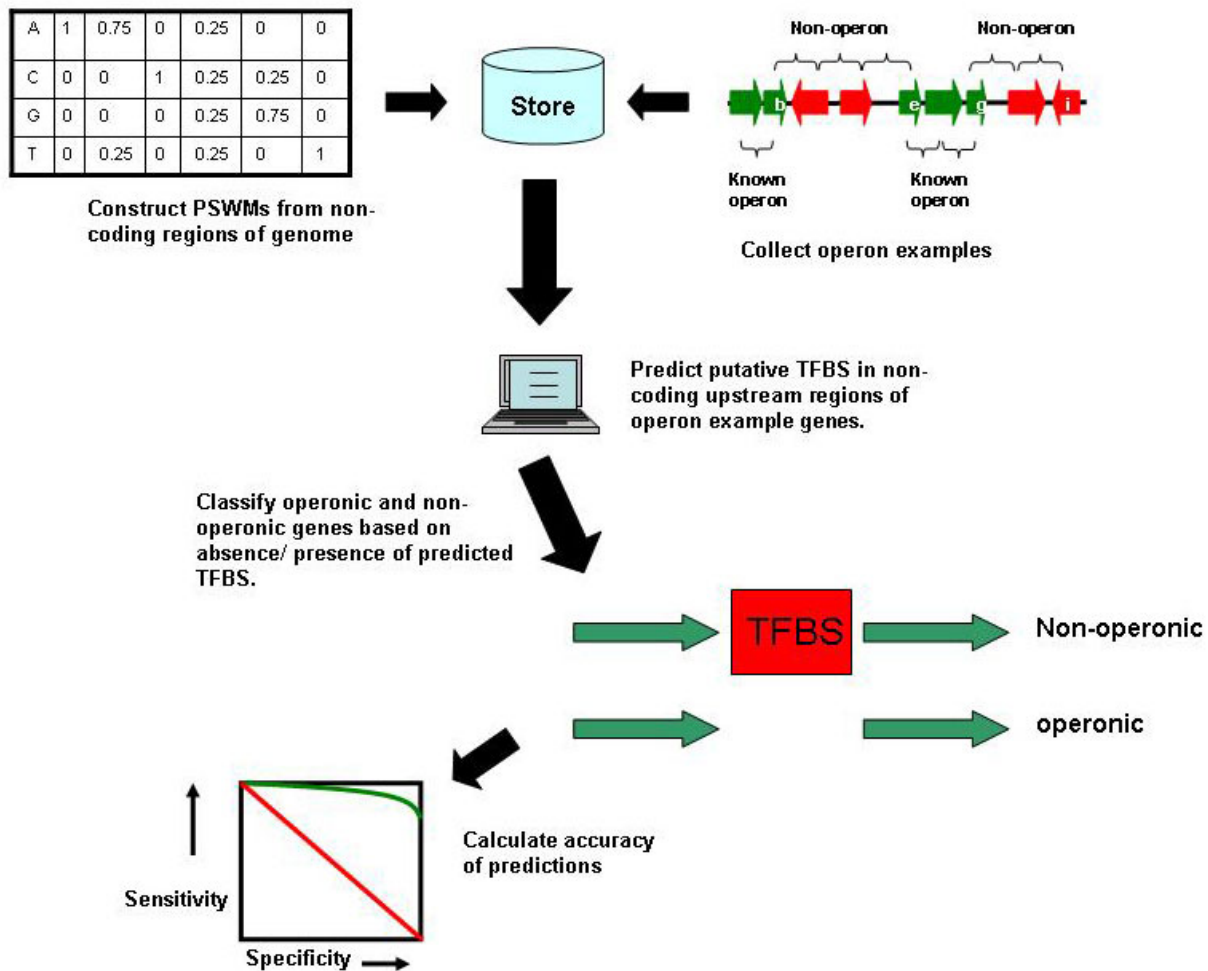 A 1 0.75 0 0.25 0 0
C 0 0 1 0.25 0.25 0
G 0 0 0 0.25 0.75 0
T 0 0.25 0 0.25 0 1
Construct PSWMs from non-
coding regions of genome
Store
Non-operon
Non-operon
b
e
g
i
Known
operon
Known
operon
Collect operon examples
Predict putative TFBS in non-
coding upstream regions of
operon example genes.
Classify operonic and non-
operonic genes based on
absence/ presence of predicted
TFBS.
TFBS
Non-operonic
operonic
Calculate accuracy
of predictions
Sensitivity
Specificity